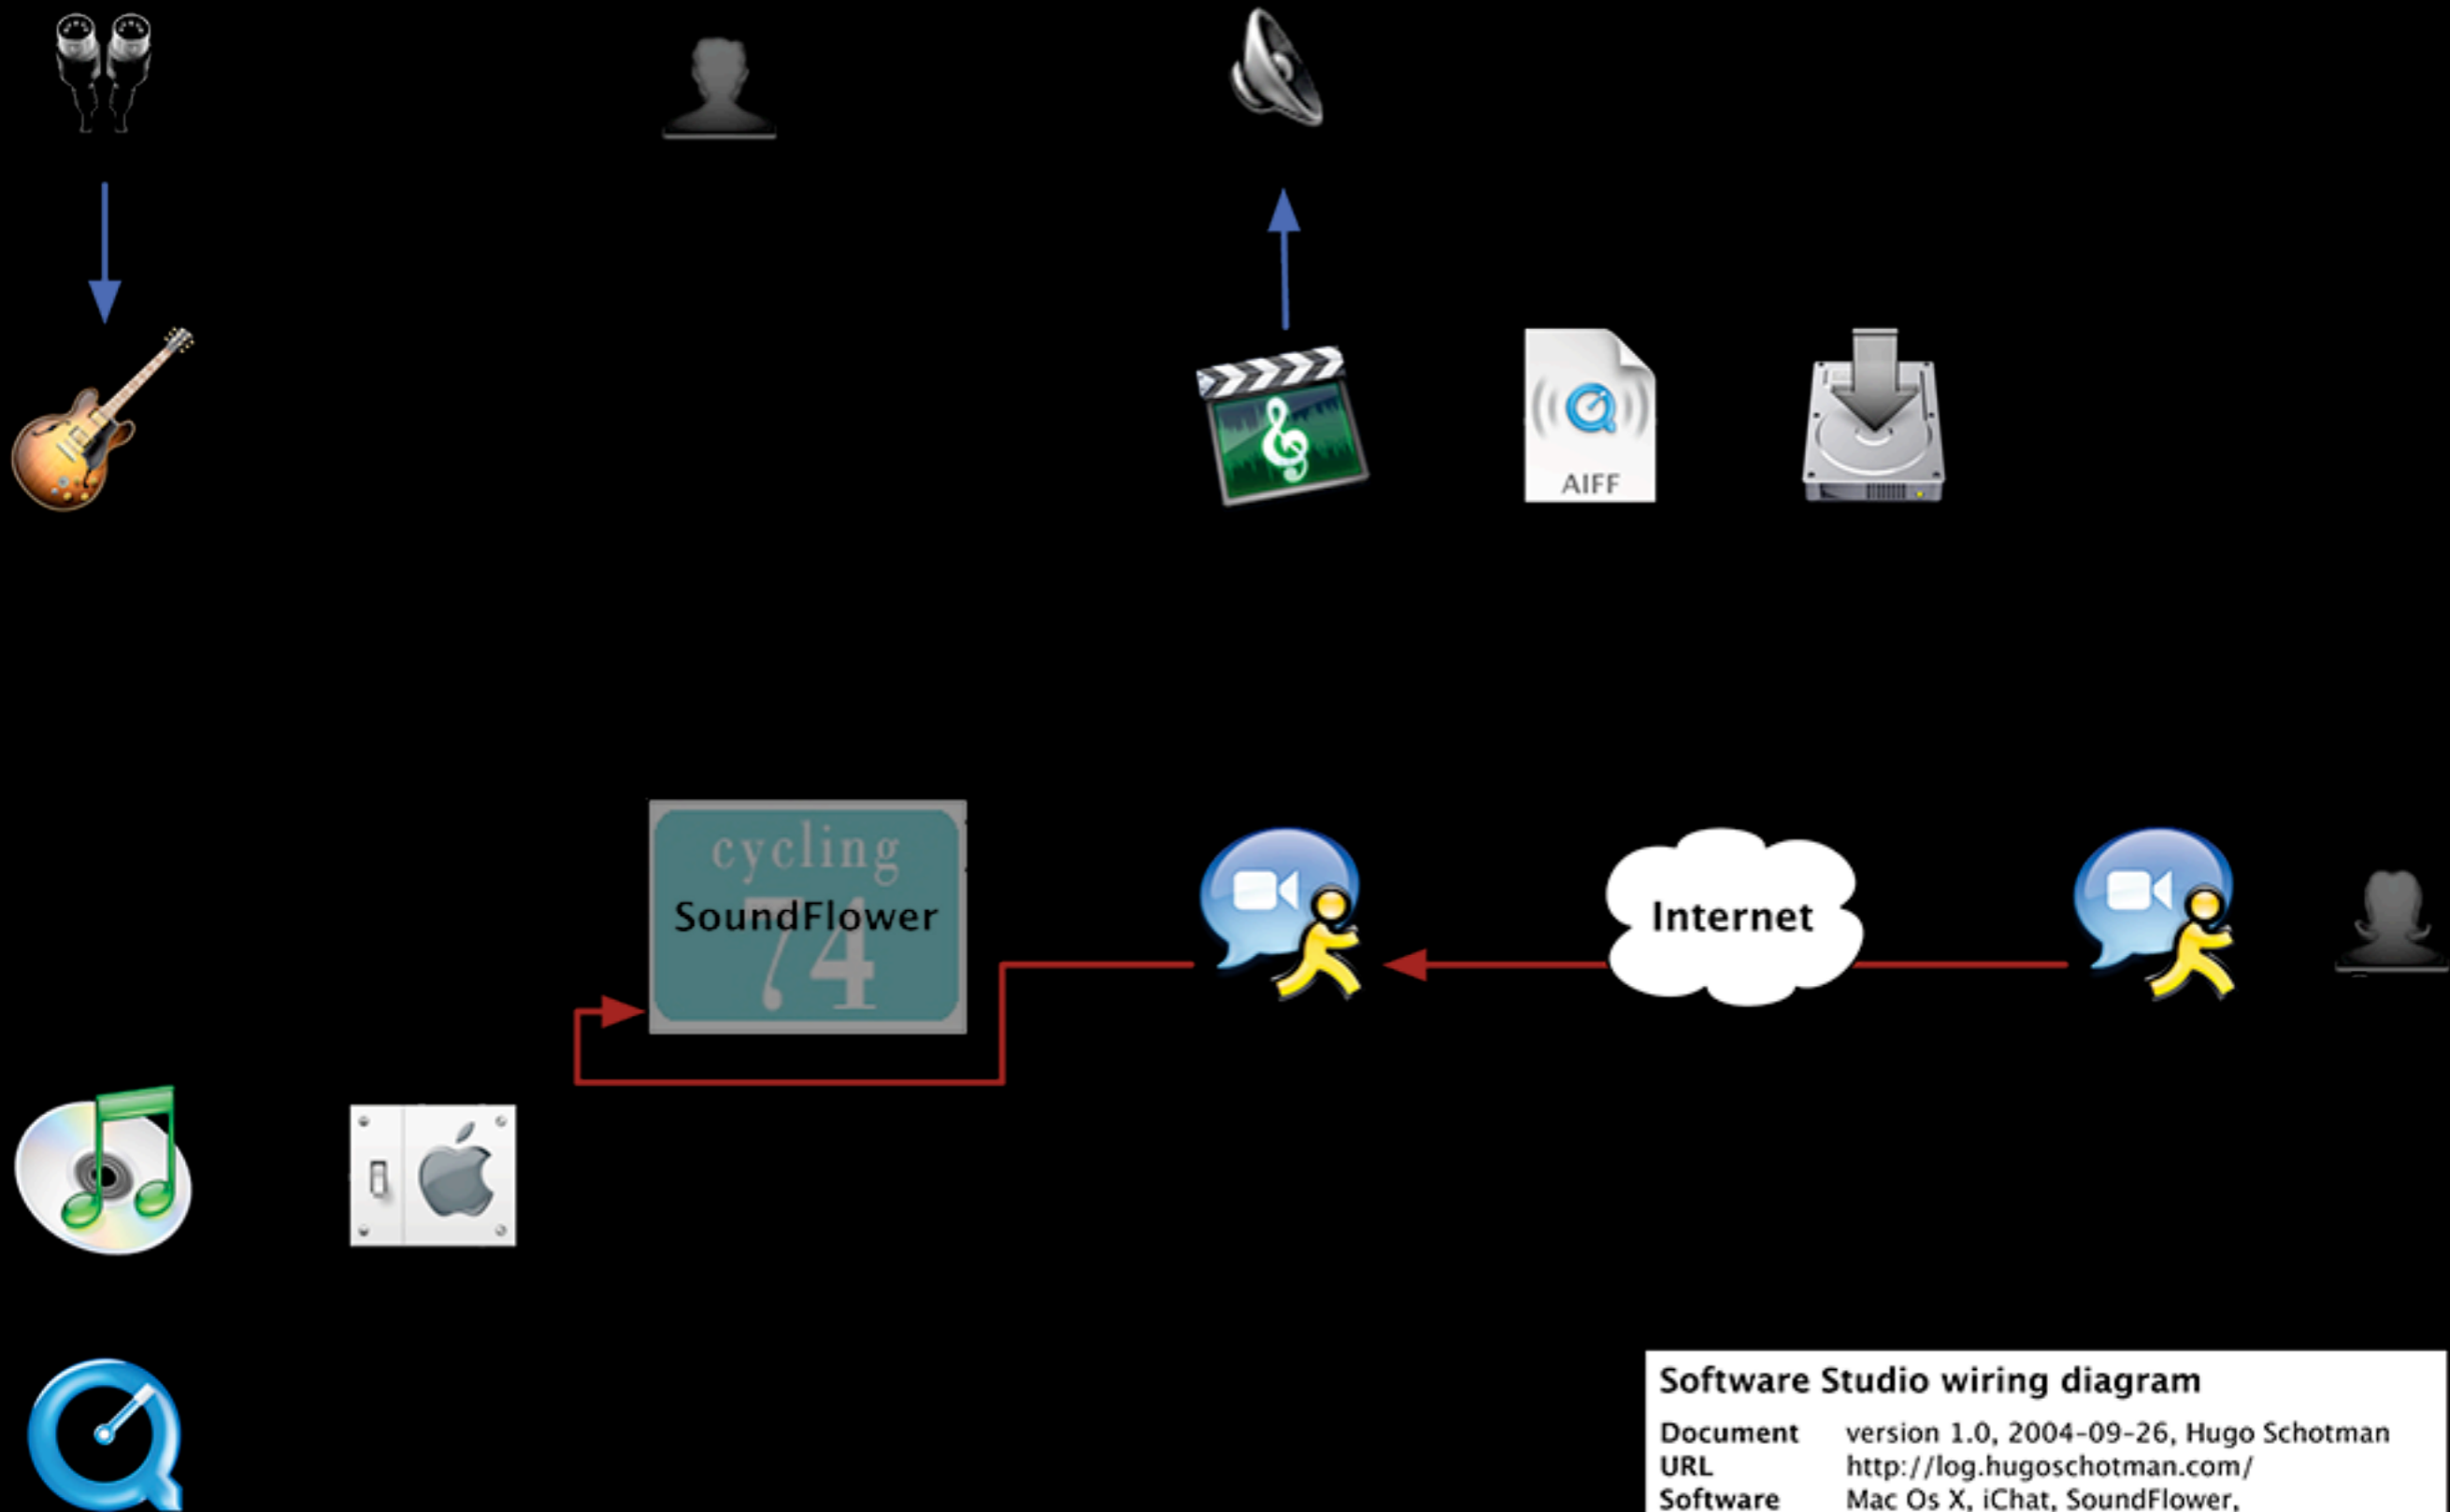 AIFF
cycling
74
SoundFlower
Internet
Software Studio wiring diagram
Document version 1.0, 2004-09-26, Hugo Schotman
URL http://log.hugoschotman.com/
Software Mac Os X, iChat, SoundFlower,